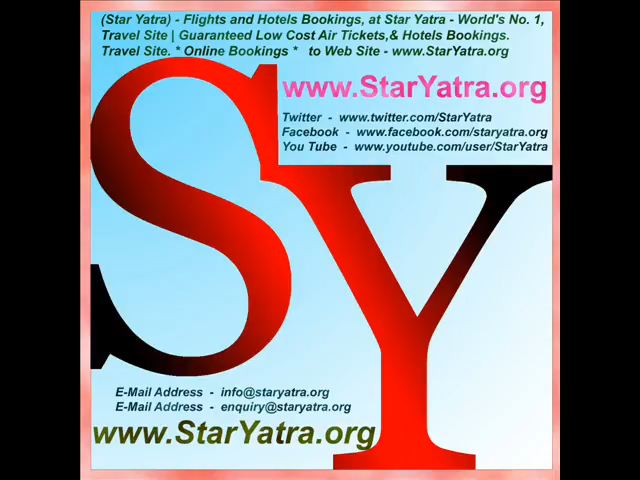 (Star Yatra) - Flights and Hotels Bookings, at Star Yatra - World's No. 1,
Travel Site | Guaranteed Low Cost Air Tickets,& Hotels Bookings.
Travel Site. * Online Bookings * to Web Site - www.StarYatra.org
www.StarYatra.org
Twitter - www.twitter.com/StarYatra
Facebook - www.facebook.com/staryatra.org
You Tube - www.youtube.com/user/StarYatra
SY
E-Mail Address - info@staryatra.org
E-Mail Address - enquiry@staryatra.org
www.StarYatra.org